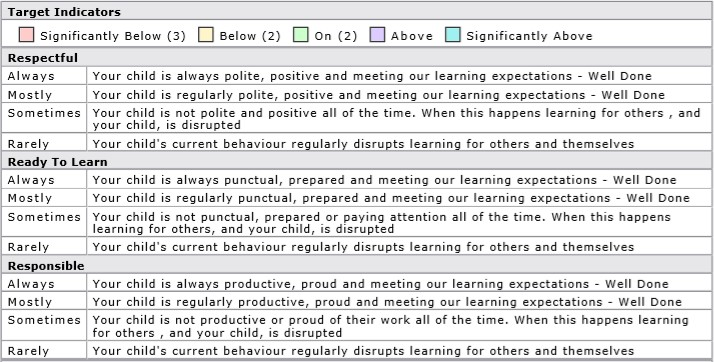 Target Indicators
Significantly Below (3) Below (2) On (2) Above Significantly Above
Respectful
Always Your child is always polite, positive and meeting our learning expectations - Well Done
Mostly Your child is regularly polite, positive and meeting our learning expectations - Well Done
Sometimes Your child is not polite and positive all of the time. When this happens learning for others , and
your child, is disrupted
Rarely Your child's current behaviour regularly disrupts learning for others and themselves
Ready To Learn
Always Your child is always punctual, prepared and meeting our learning expectations - Well Done
Mostly Your child is regularly punctual, prepared and meeting our learning expectations - Well Done
Sometimes Your child is not punctual, prepared or paying attention all of the time. When this happens
learning for others, and your child, is disrupted
Rarely Your child's current behaviour regularly disrupts learning for others and themselves
Responsible
Always Your child is always productive, proud and meeting our learning expectations - Well Done
Mostly Your child is regularly productive, proud and meeting our learning expectations - Well Done
Sometimes Your child is not productive or proud of their work all of the time. When this happens learning
for others , and your child, is disrupted
Rarely Your child's current behaviour regularly disrupts learning for others and themselves